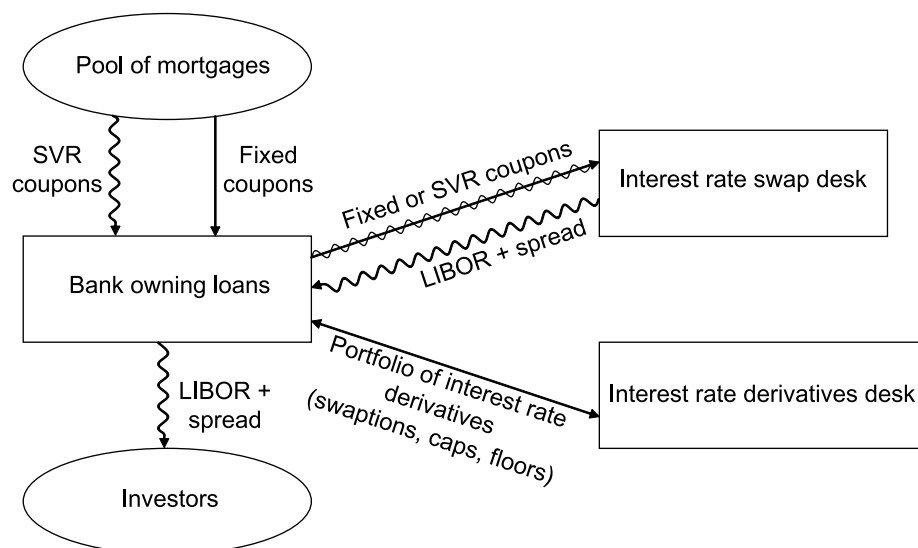 Pool of mortgages
SVR
coupons
Fixed
coupons
Fixed or SVR coupons
LIBOR + spread
Interest rate swap desk
Bank owning loans
Portfolio of interest rate
derivatives
(swaptions, caps, floors)
Interest rate derivatives desk
LIBOR +
spread
Investors